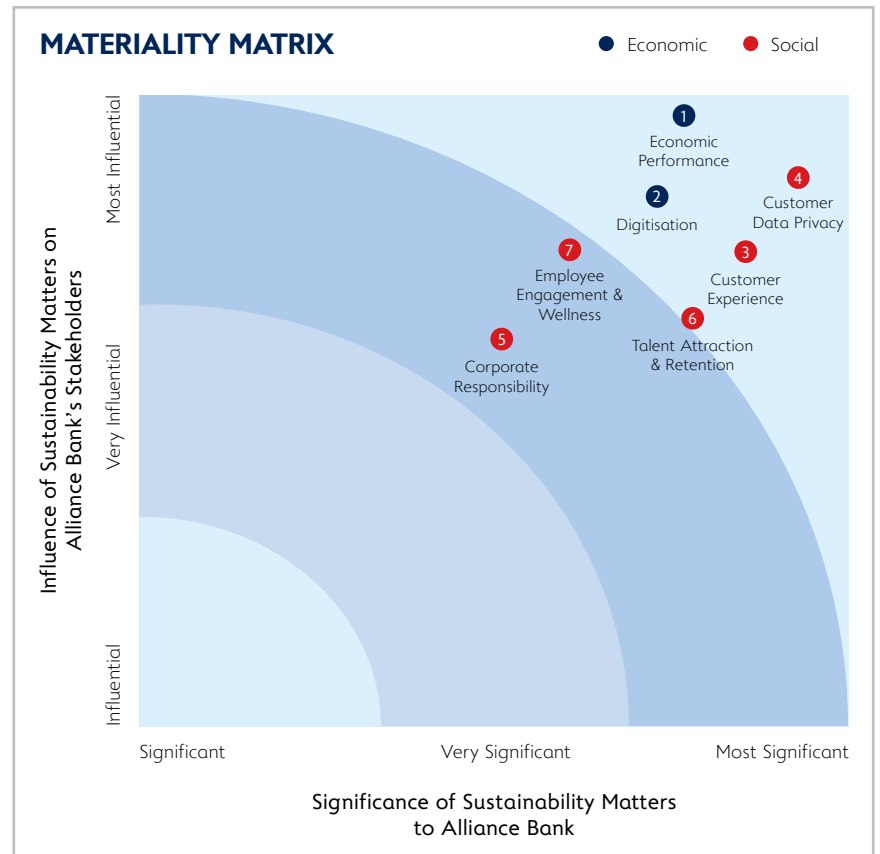 MATERIALITY MATRIX
Economic
Social
Influence of Sustainability Matters on
Alliance Bank's Stakeholders
Most Influential
Very Influential
Influential
1
Economic
Performance
4
Customer
Data Privacy
2
Digitisation
3
Customer
Experience
7
Employee
Engagement &
Wellness
6
Talent Attraction
& Retention
5
Corporate
Responsibility
Significant
Very Significant
Most Significant
Significance of Sustainability Matters
to Alliance Bank